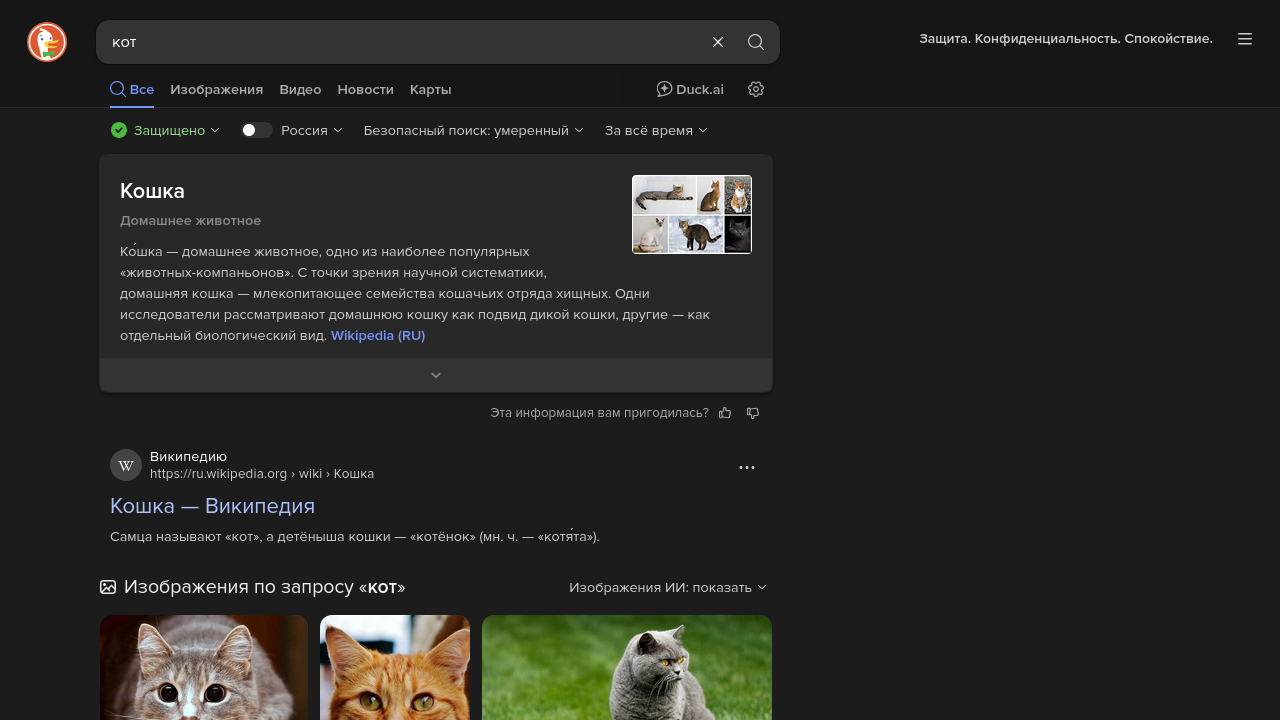 кот
Защита. Конфиденциальность. Спокойствие.
Все
Изображения
Видео
Новости
Карты
Duck.ai
Защищено
Россия
Безопасный поиск: умеренный
За всё время
Кошка
Домашнее животное
Ко́шка — домашнее животное, одно из наиболее популярных
«животных-компаньонов». С точки зрения научной систематики,
домашняя кошка — млекопитающее семейства кошачьих отряда хищных. Одни
исследователи рассматривают домашнюю кошку как подвид дикой кошки, другие — как
отдельный биологический вид. Wikipedia (RU)
Эта информация вам пригодилась?
W
Википедию
https://ru.wikipedia.org › wiki › Кошка
Кошка — Википедия
Самца называют «кот», а детёныша кошки — «котёнок» (мн. ч. — «котя́та»).
Изображения по запросу «кот»
Изображения ИИ: показать